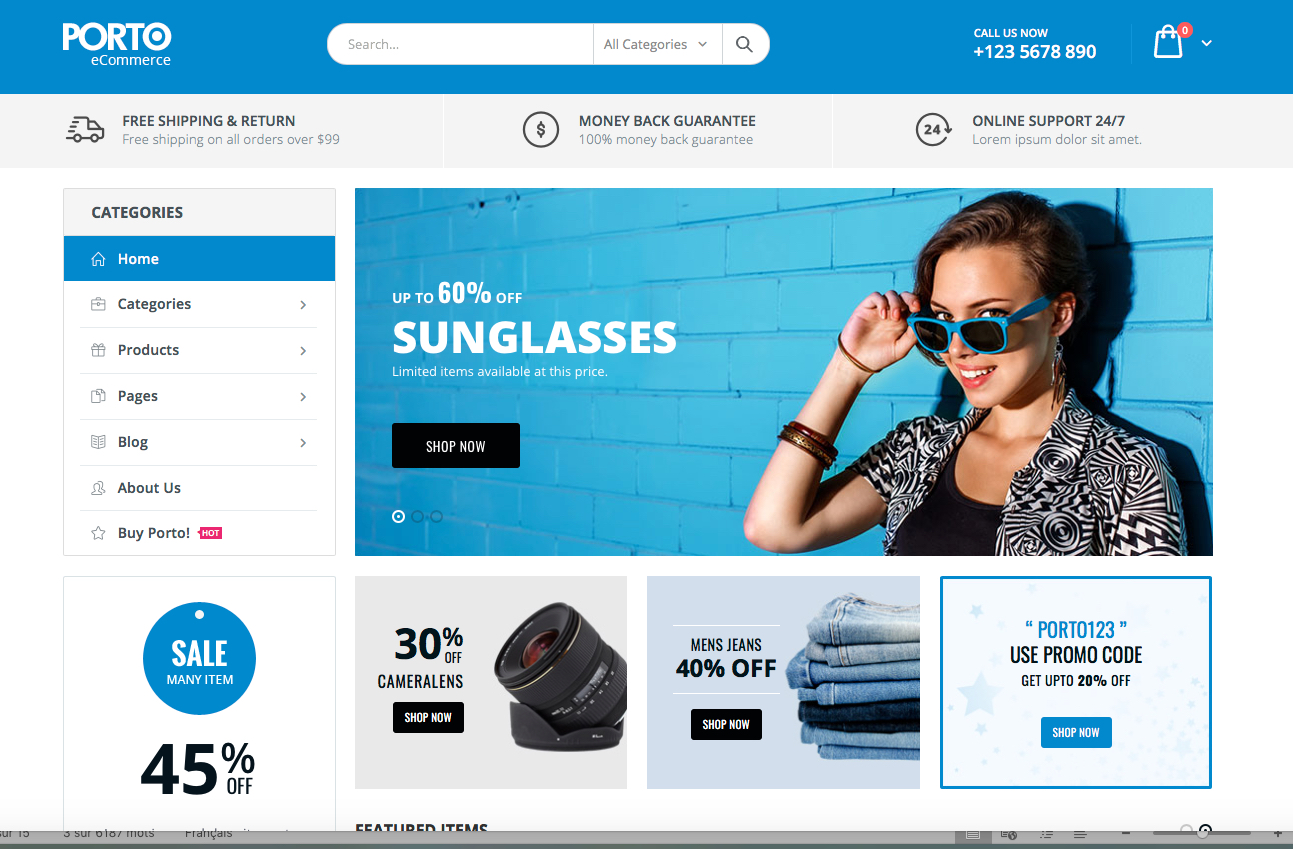 PORTO
eCommerce
Search...
All Categories
CALL US NOW
+123 5678 890
0
FREE SHIPPING & RETURN
Free shipping on all orders over $99
$
MONEY BACK GUARANTEE
100% money back guarantee
24
ONLINE SUPPORT 24/7
Lorem ipsum dolor sit amet.
CATEGORIES
Home
Categories
Products
Pages
Blog
About Us
Buy Porto! HOT
UP TO 60% OFF
SUNGLASSES
Limited items available at this price.
SHOP NOW
SALE
MANY ITEM
45% OFF
30% OFF
CAMERALENS
SHOP NOW
MENS JEANS
40% OFF
SHOP NOW
“ PORTO123 ”
USE PROMO CODE
GET UPTO 20% OFF
SHOP NOW
FEATURED ITEMS
sur 15
3 sur 6187 mots
Français